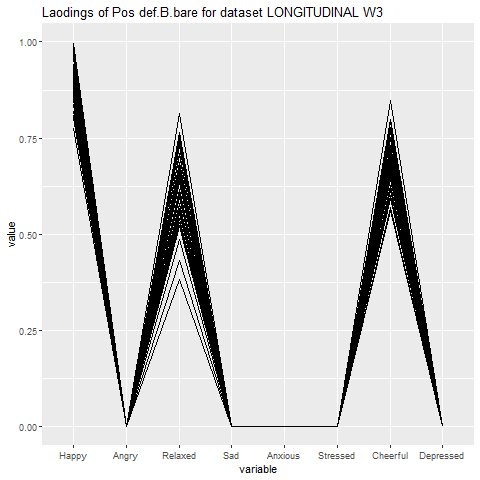 Laodings of Pos def.B.bare for dataset LONGITUDINAL W3
1.00
0.75
0.50
0.25
0.00
value
Happy Angry Relaxed Sad Anxious Stressed Cheerful Depressed
variable